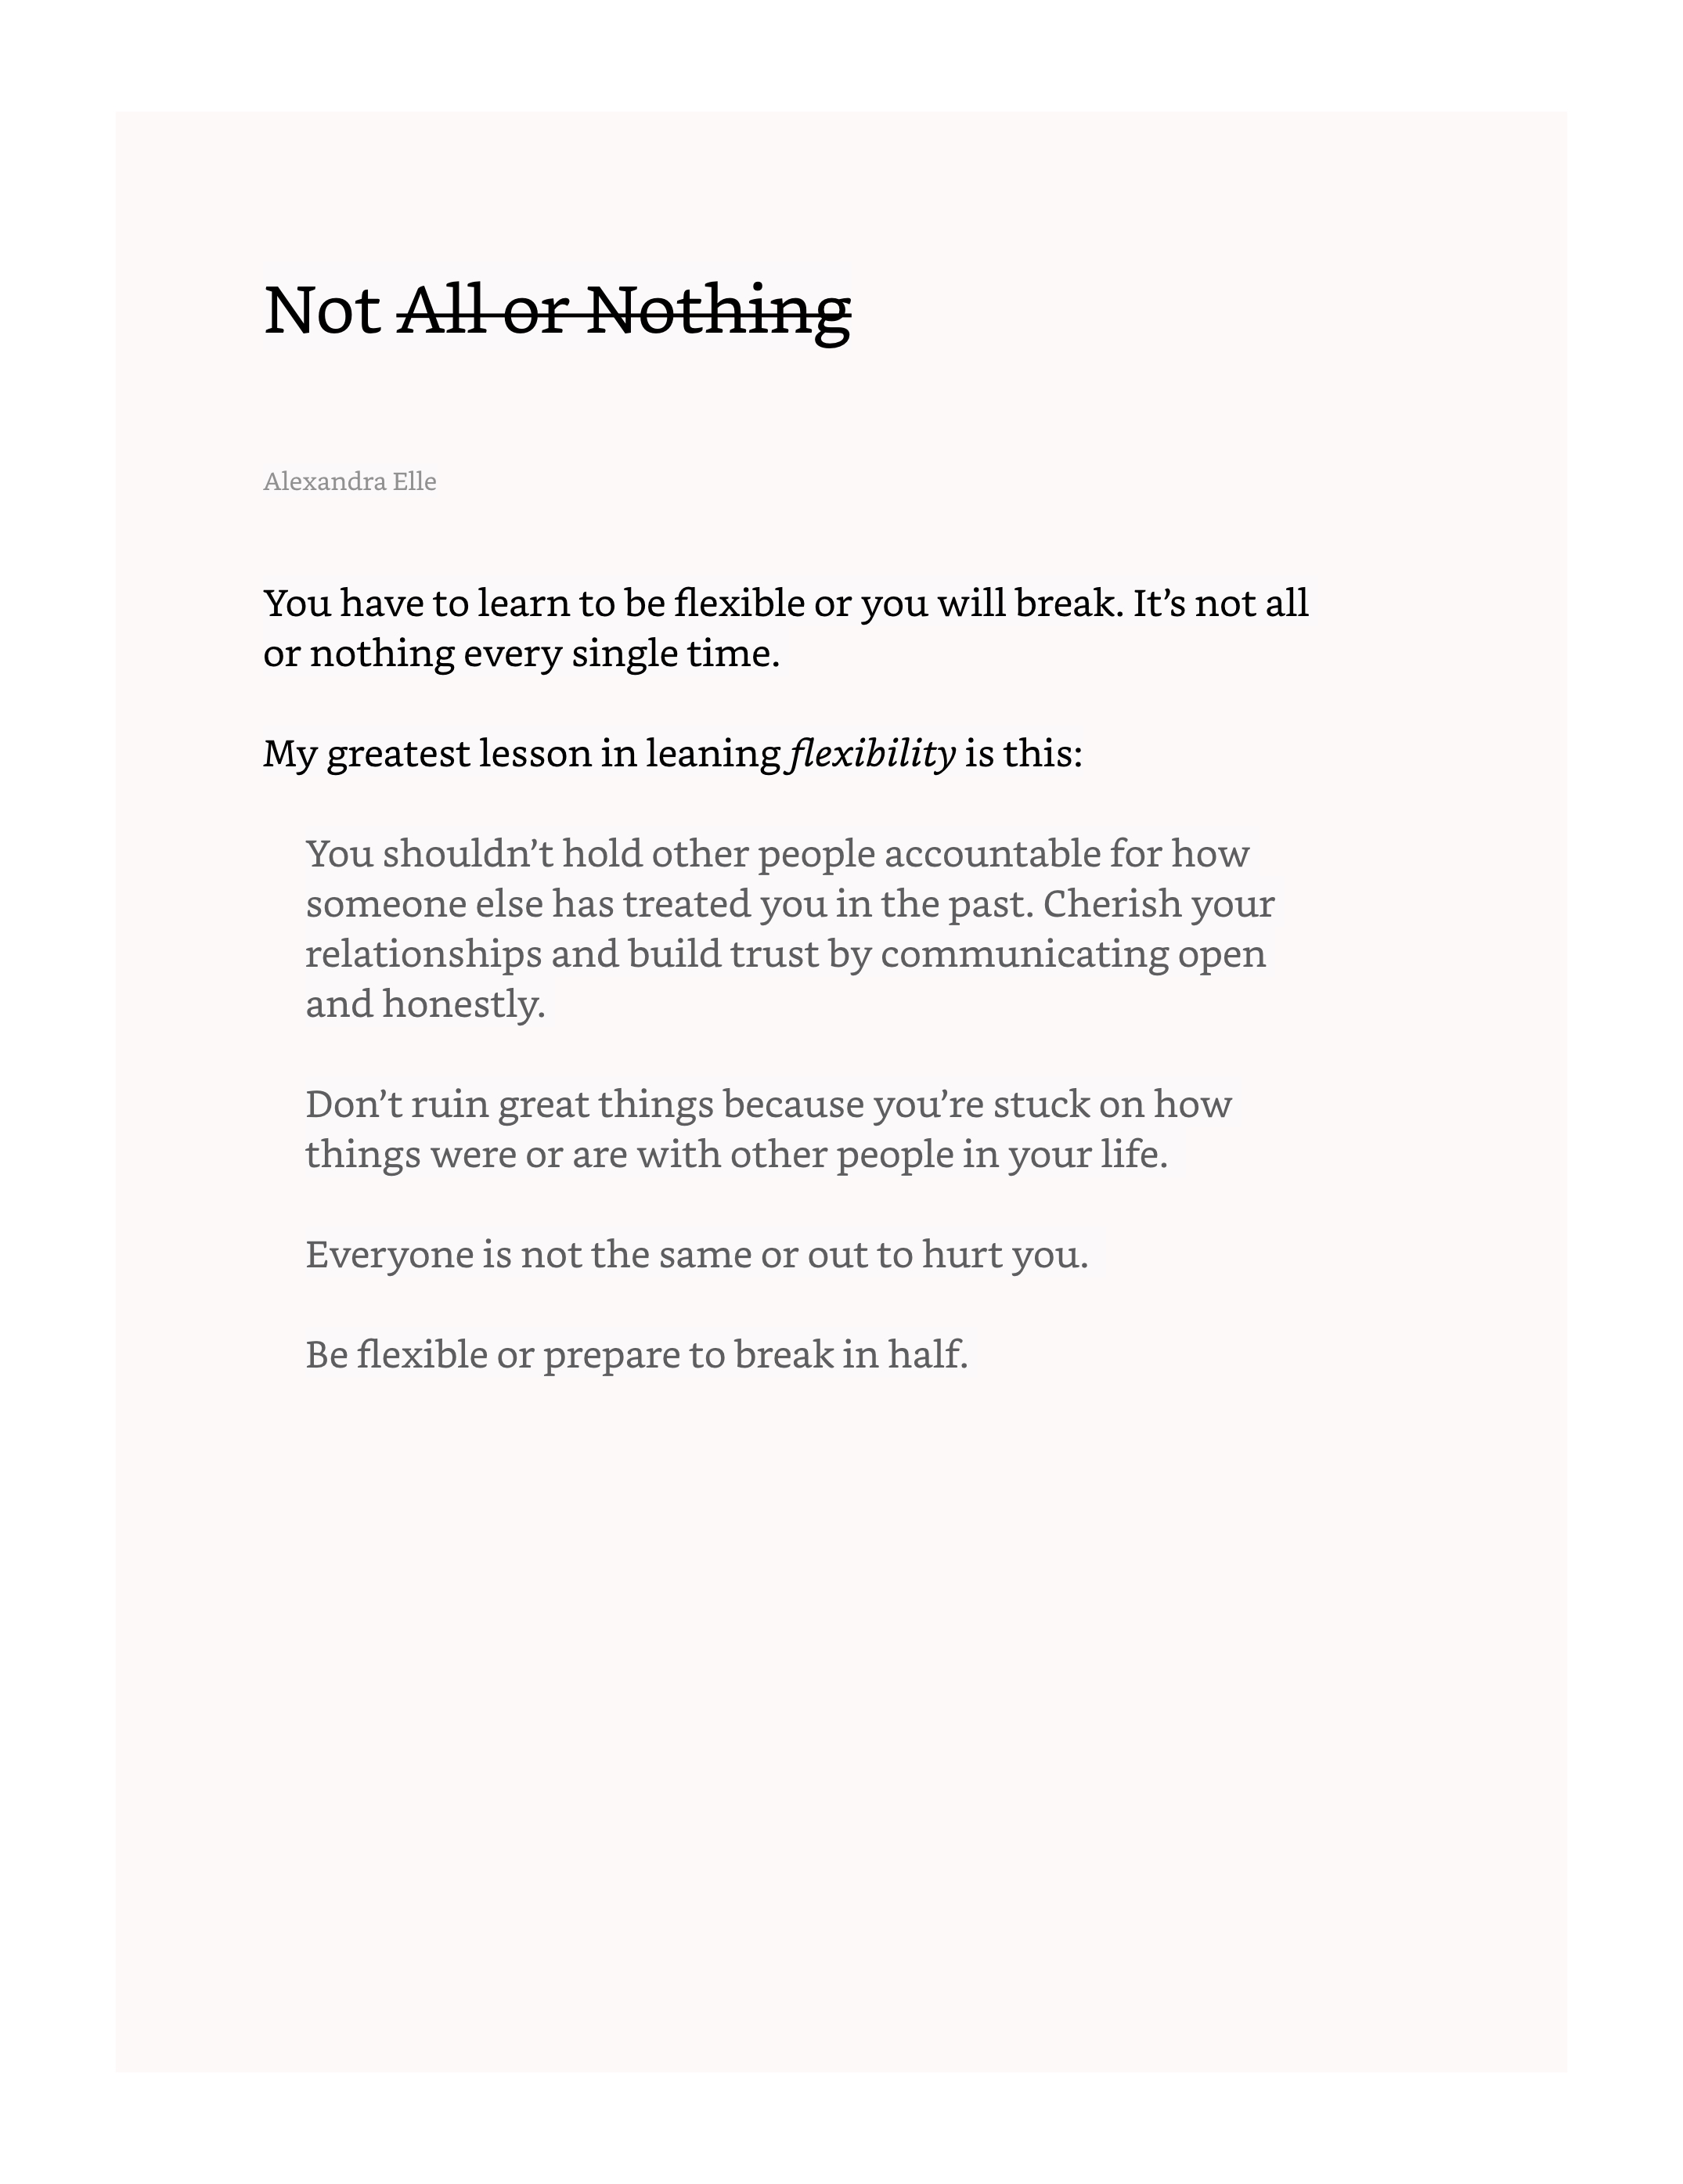 Not All or Nothing
Alexandra Elle
You have to learn to be flexible or you will break. It’s not all
or nothing every single time.
My greatest lesson in leaning flexibility is this:
You shouldn’t hold other people accountable for how
someone else has treated you in the past. Cherish your
relationships and build trust by communicating open
and honestly.
Don’t ruin great things because you’re stuck on how
things were or are with other people in your life.
Everyone is not the same or out to hurt you.
Be flexible or prepare to break in half.